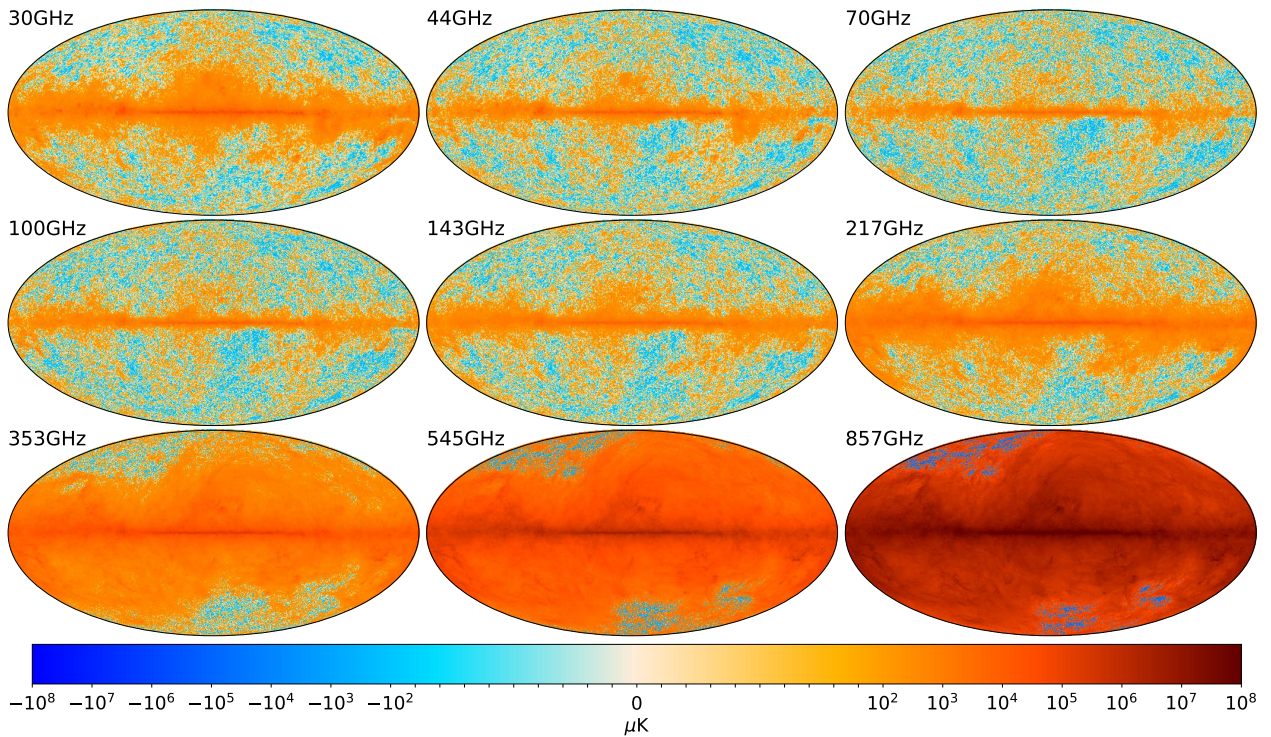 30GHz 44GHz 70GHz
100GHz 143GHz 217GHz
353GHz 545GHz 857GHz
−10⁸ −10⁷ −10⁶ −10⁵ −10⁴ −10³ −10² 0 10² 10³ 10⁴ 10⁵ 10⁶ 10⁷ 10⁸
μK